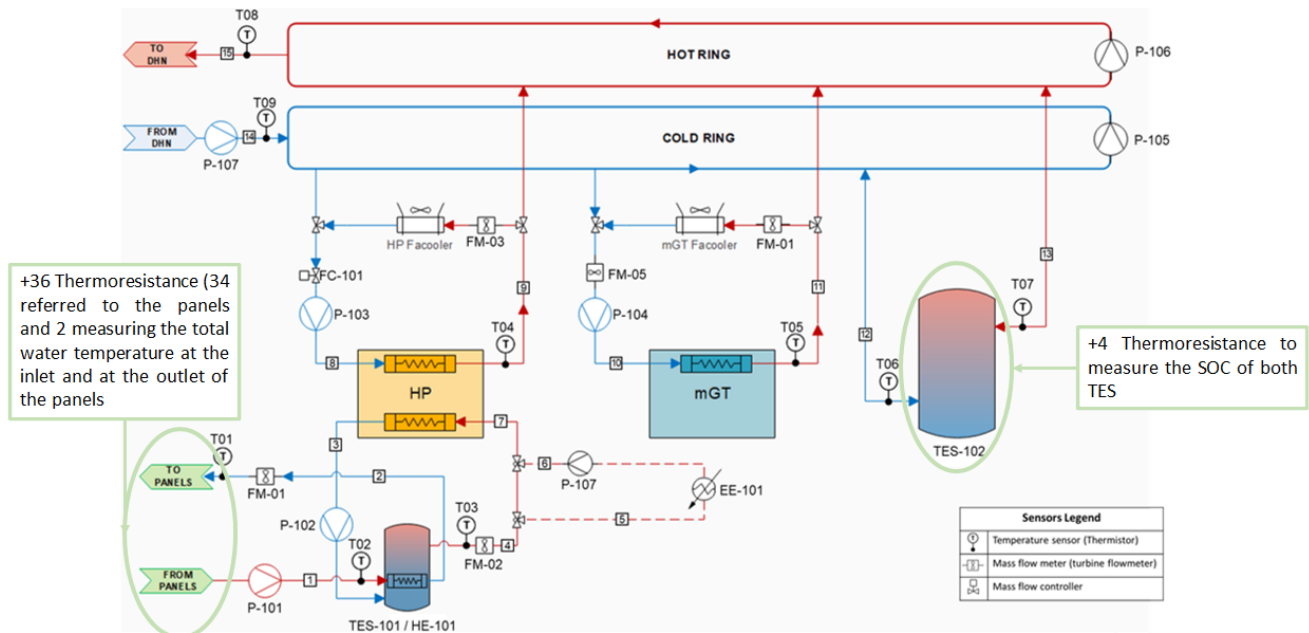 T08
TO
DHN
15
HOT RING
P-106
T09
FROM
DHN
14
P-107
COLD RING
P-105
HP Facooler
FM-03
mGT Facooler
FM-01
FC-101
FM-05
P-103
9
P-104
11
13
12
T04
T05
T06
T07
8
HP
10
mGT
TES-102
+36 Thermoresistance (34
referred to the panels
and 2 measuring the total
water temperature at the
inlet and at the outlet of
the panels
+4 Thermoresistance to
measure the SOC of both
TES
3
7
T01
TO
PANELS
FM-01
2
6
P-107
EE-101
P-102
T03
5
T02
4
FM-02
FROM
PANELS
1
P-101
TES-101 / HE-101
Sensors Legend
T
Temperature sensor (Thermistor)
Mass flow meter (turbine flowmeter)
Mass flow controller